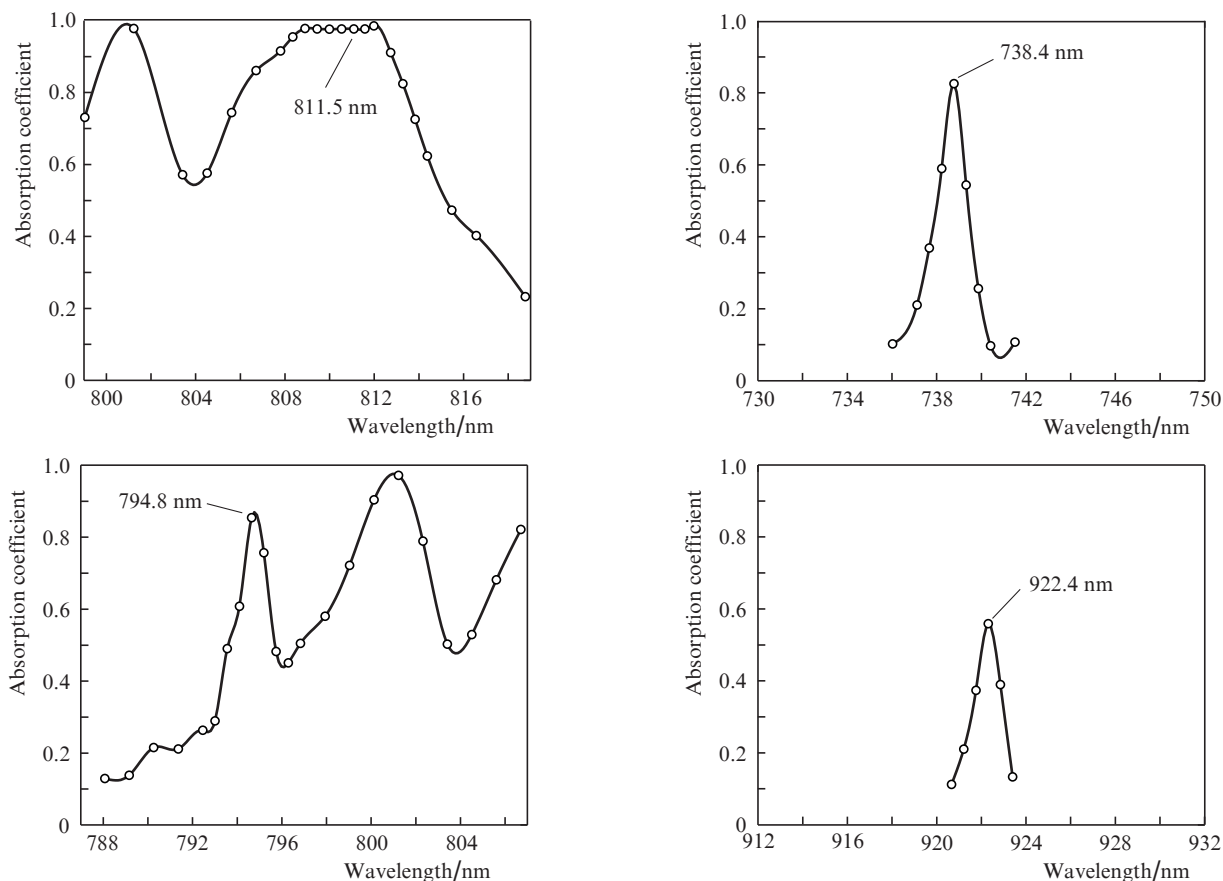 Absorption coefficient
1.0
0.8
0.6
0.4
0.2
0
811.5 nm
800 804 808 812 816
Wavelength/nm
Absorption coefficient
1.0
0.8
0.6
0.4
0.2
0
738.4 nm
730 734 738 742 746 750
Wavelength/nm
Absorption coefficient
1.0
0.8
0.6
0.4
0.2
0
794.8 nm
788 792 796 800 804
Wavelength/nm
Absorption coefficient
1.0
0.8
0.6
0.4
0.2
0
922.4 nm
912 916 920 924 928 932
Wavelength/nm